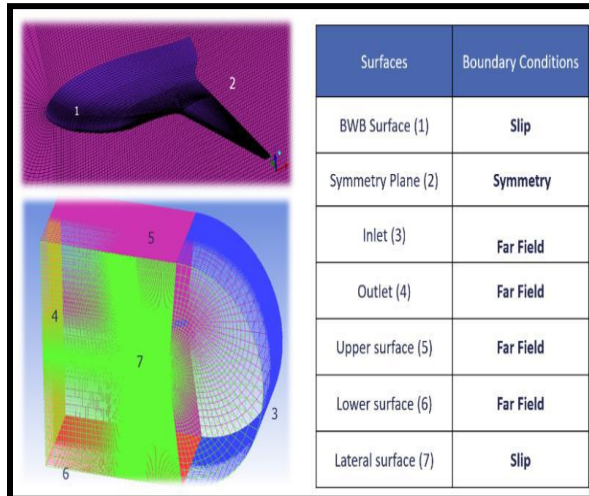 1
2
5
4
7
3
6
Surfaces Boundary Conditions
BWB Surface (1) Slip
Symmetry Plane (2) Symmetry
Inlet (3) Far Field
Outlet (4) Far Field
Upper surface (5) Far Field
Lower surface (6) Far Field
Lateral surface (7) Slip